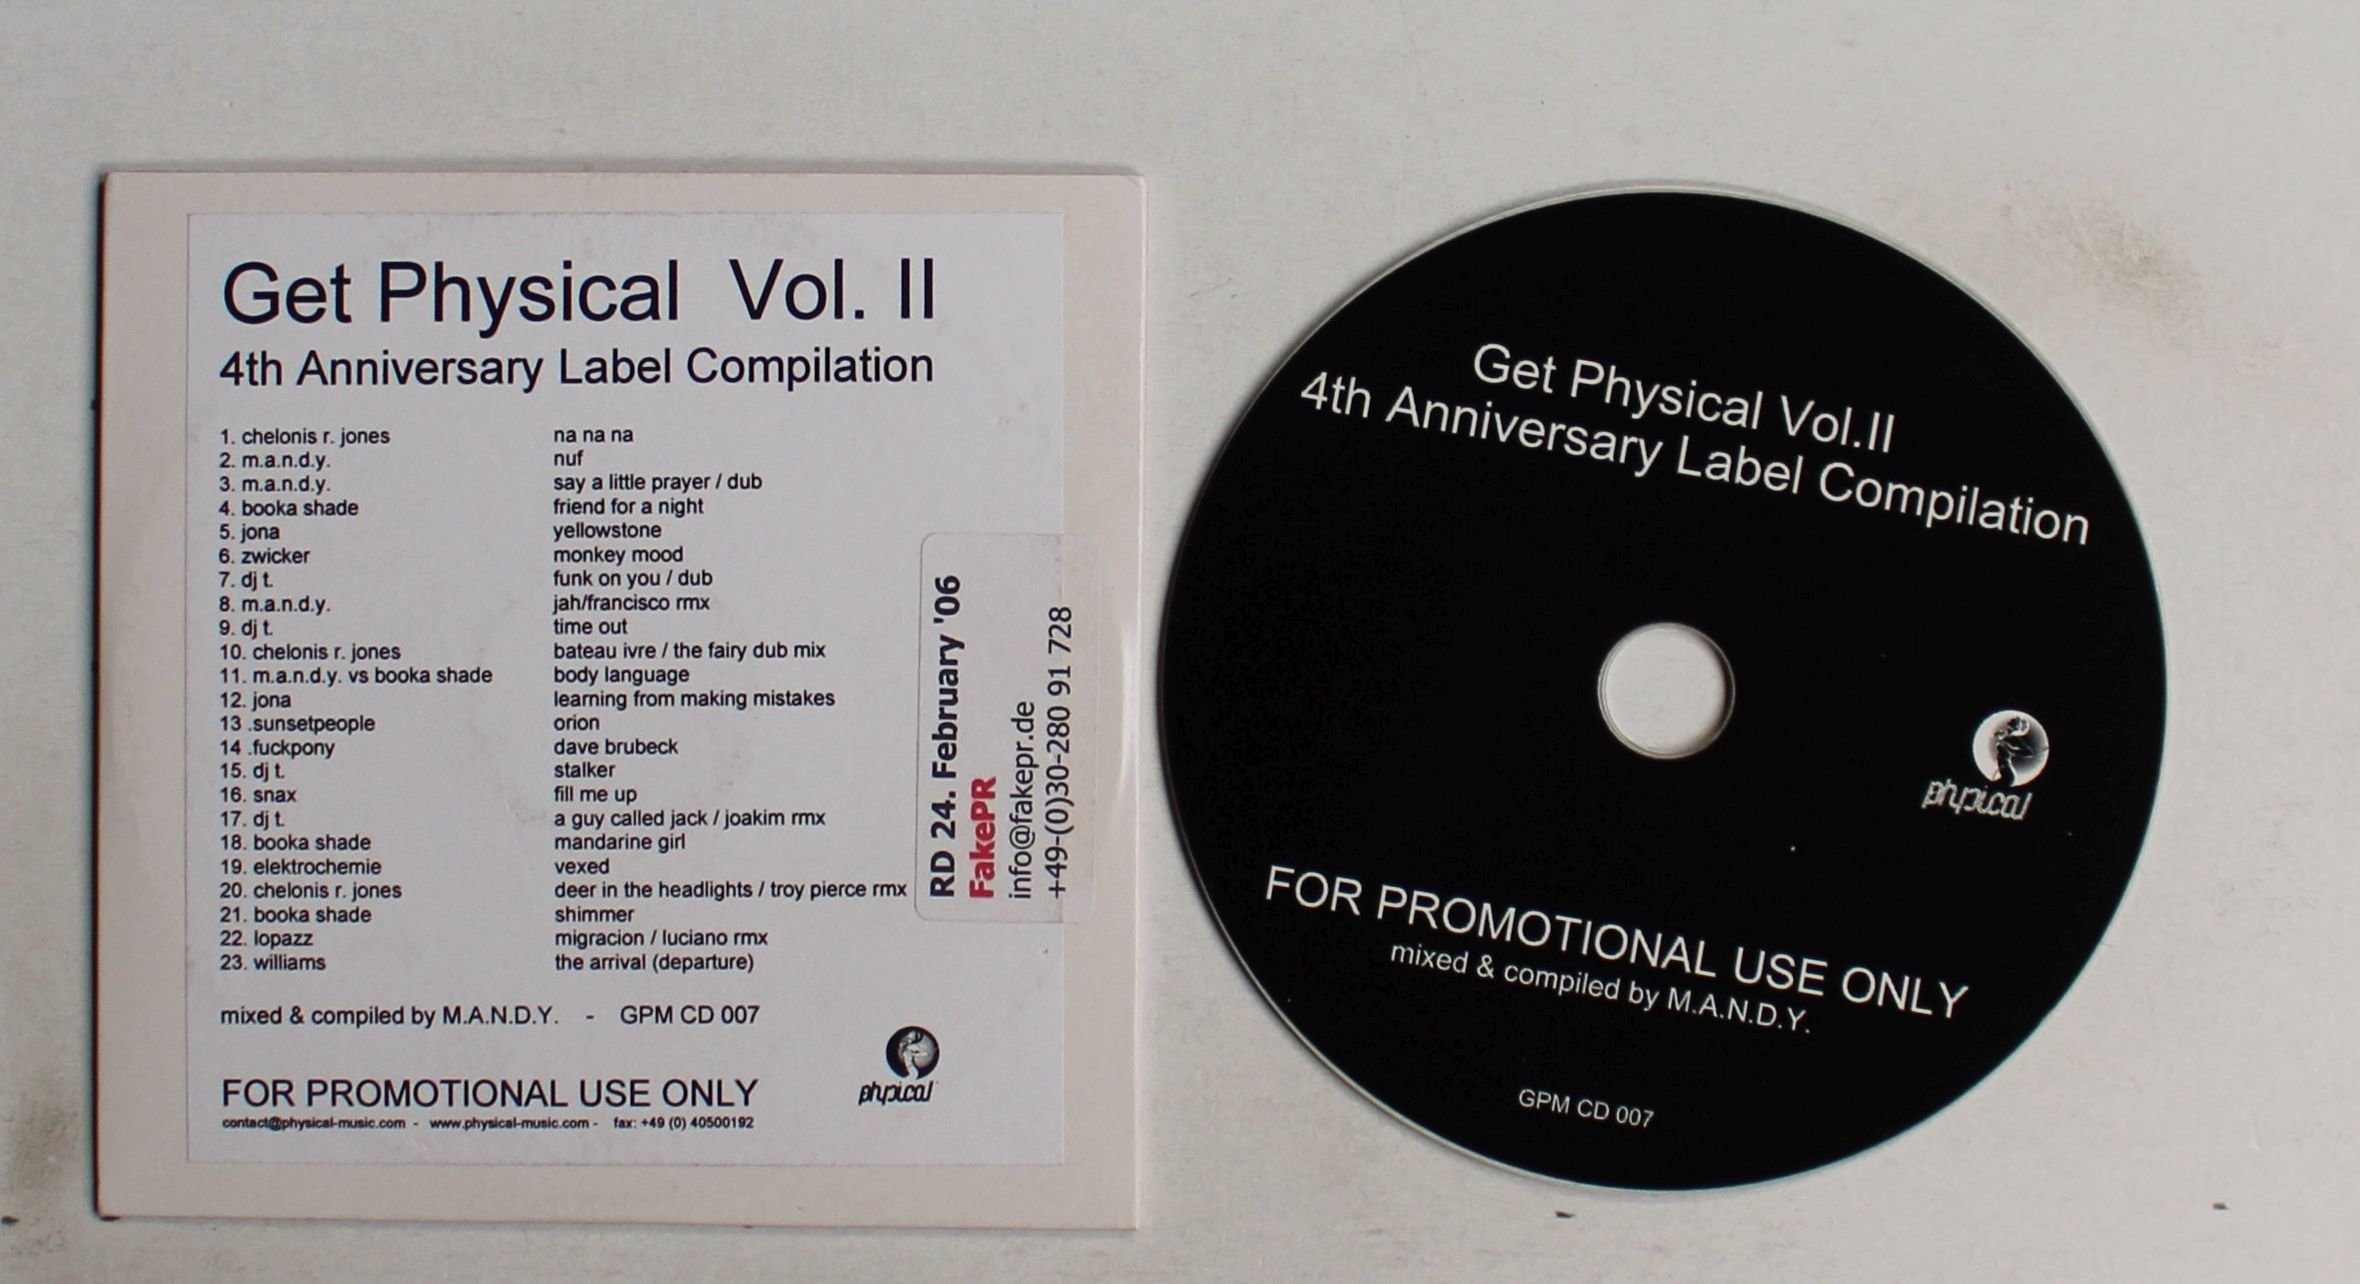 Get Physical Vol. II
4th Anniversary Label Compilation
1. chelonis r. jones na na na
2. m.a.n.d.y. nuf
3. m.a.n.d.y. say a little prayer / dub
4. booka shade friend for a night
5. jona yellowstone
6. zwicker monkey mood
7. dj t. funk on you / dub
8. m.a.n.d.y. jah/francisco rmx
9. dj t. time out
10. chelonis r. jones bateau ivre / the fairy dub mix
11. m.a.n.d.y. vs booka shade body language
12. jona learning from making mistakes
13 .sunsetpeople orion
14 .fuckpony dave brubeck
15. dj t. stalker
16. snax fill me up
17. dj t. a guy called jack / joakim rmx
18. booka shade mandarine girl
19. elektrochemie vexed
20. chelonis r. jones deer in the headlights / troy pierce rmx
21. booka shade shimmer
22. lopazz migracion / luciano rmx
23. williams the arrival (departure)
mixed & compiled by M.A.N.D.Y. - GPM CD 007
FOR PROMOTIONAL USE ONLY
contact@physical-music.com - www.physical-music.com - fax: +49 (0) 40500192
physical
RD 24. February '06
FakePR
info@fakepr.de
+49-(0)30-280 91 728
Get Physical Vol.II
4th Anniversary Label Compilation
physical
FOR PROMOTIONAL USE ONLY
mixed & compiled by M.A.N.D.Y.
GPM CD 007